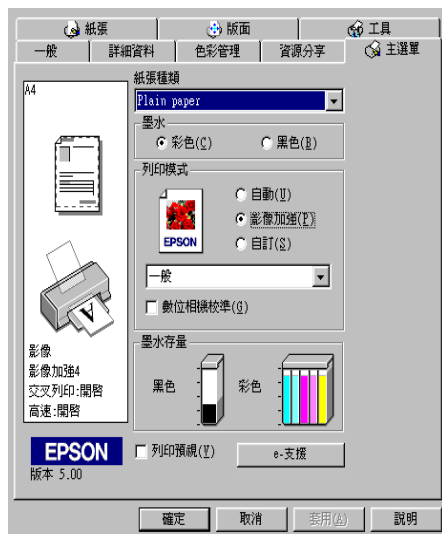 紙張 版面 工具
一般 詳細資料 色彩管理 資源分享 主選單
A4
紙張種類
Plain paper
墨水
彩色(C) 黑色(B)
列印模式
EPSON
自動(U)
影像加強(P)
自訂(S)
一般
數位相機校準(G)
影像
影像加強4
交叉列印:開啓
高速:開啓
墨水存量
黑色 彩色
EPSON
版本 5.00
列印預視(V) e-支援
確定 取消 套用(A) 說明